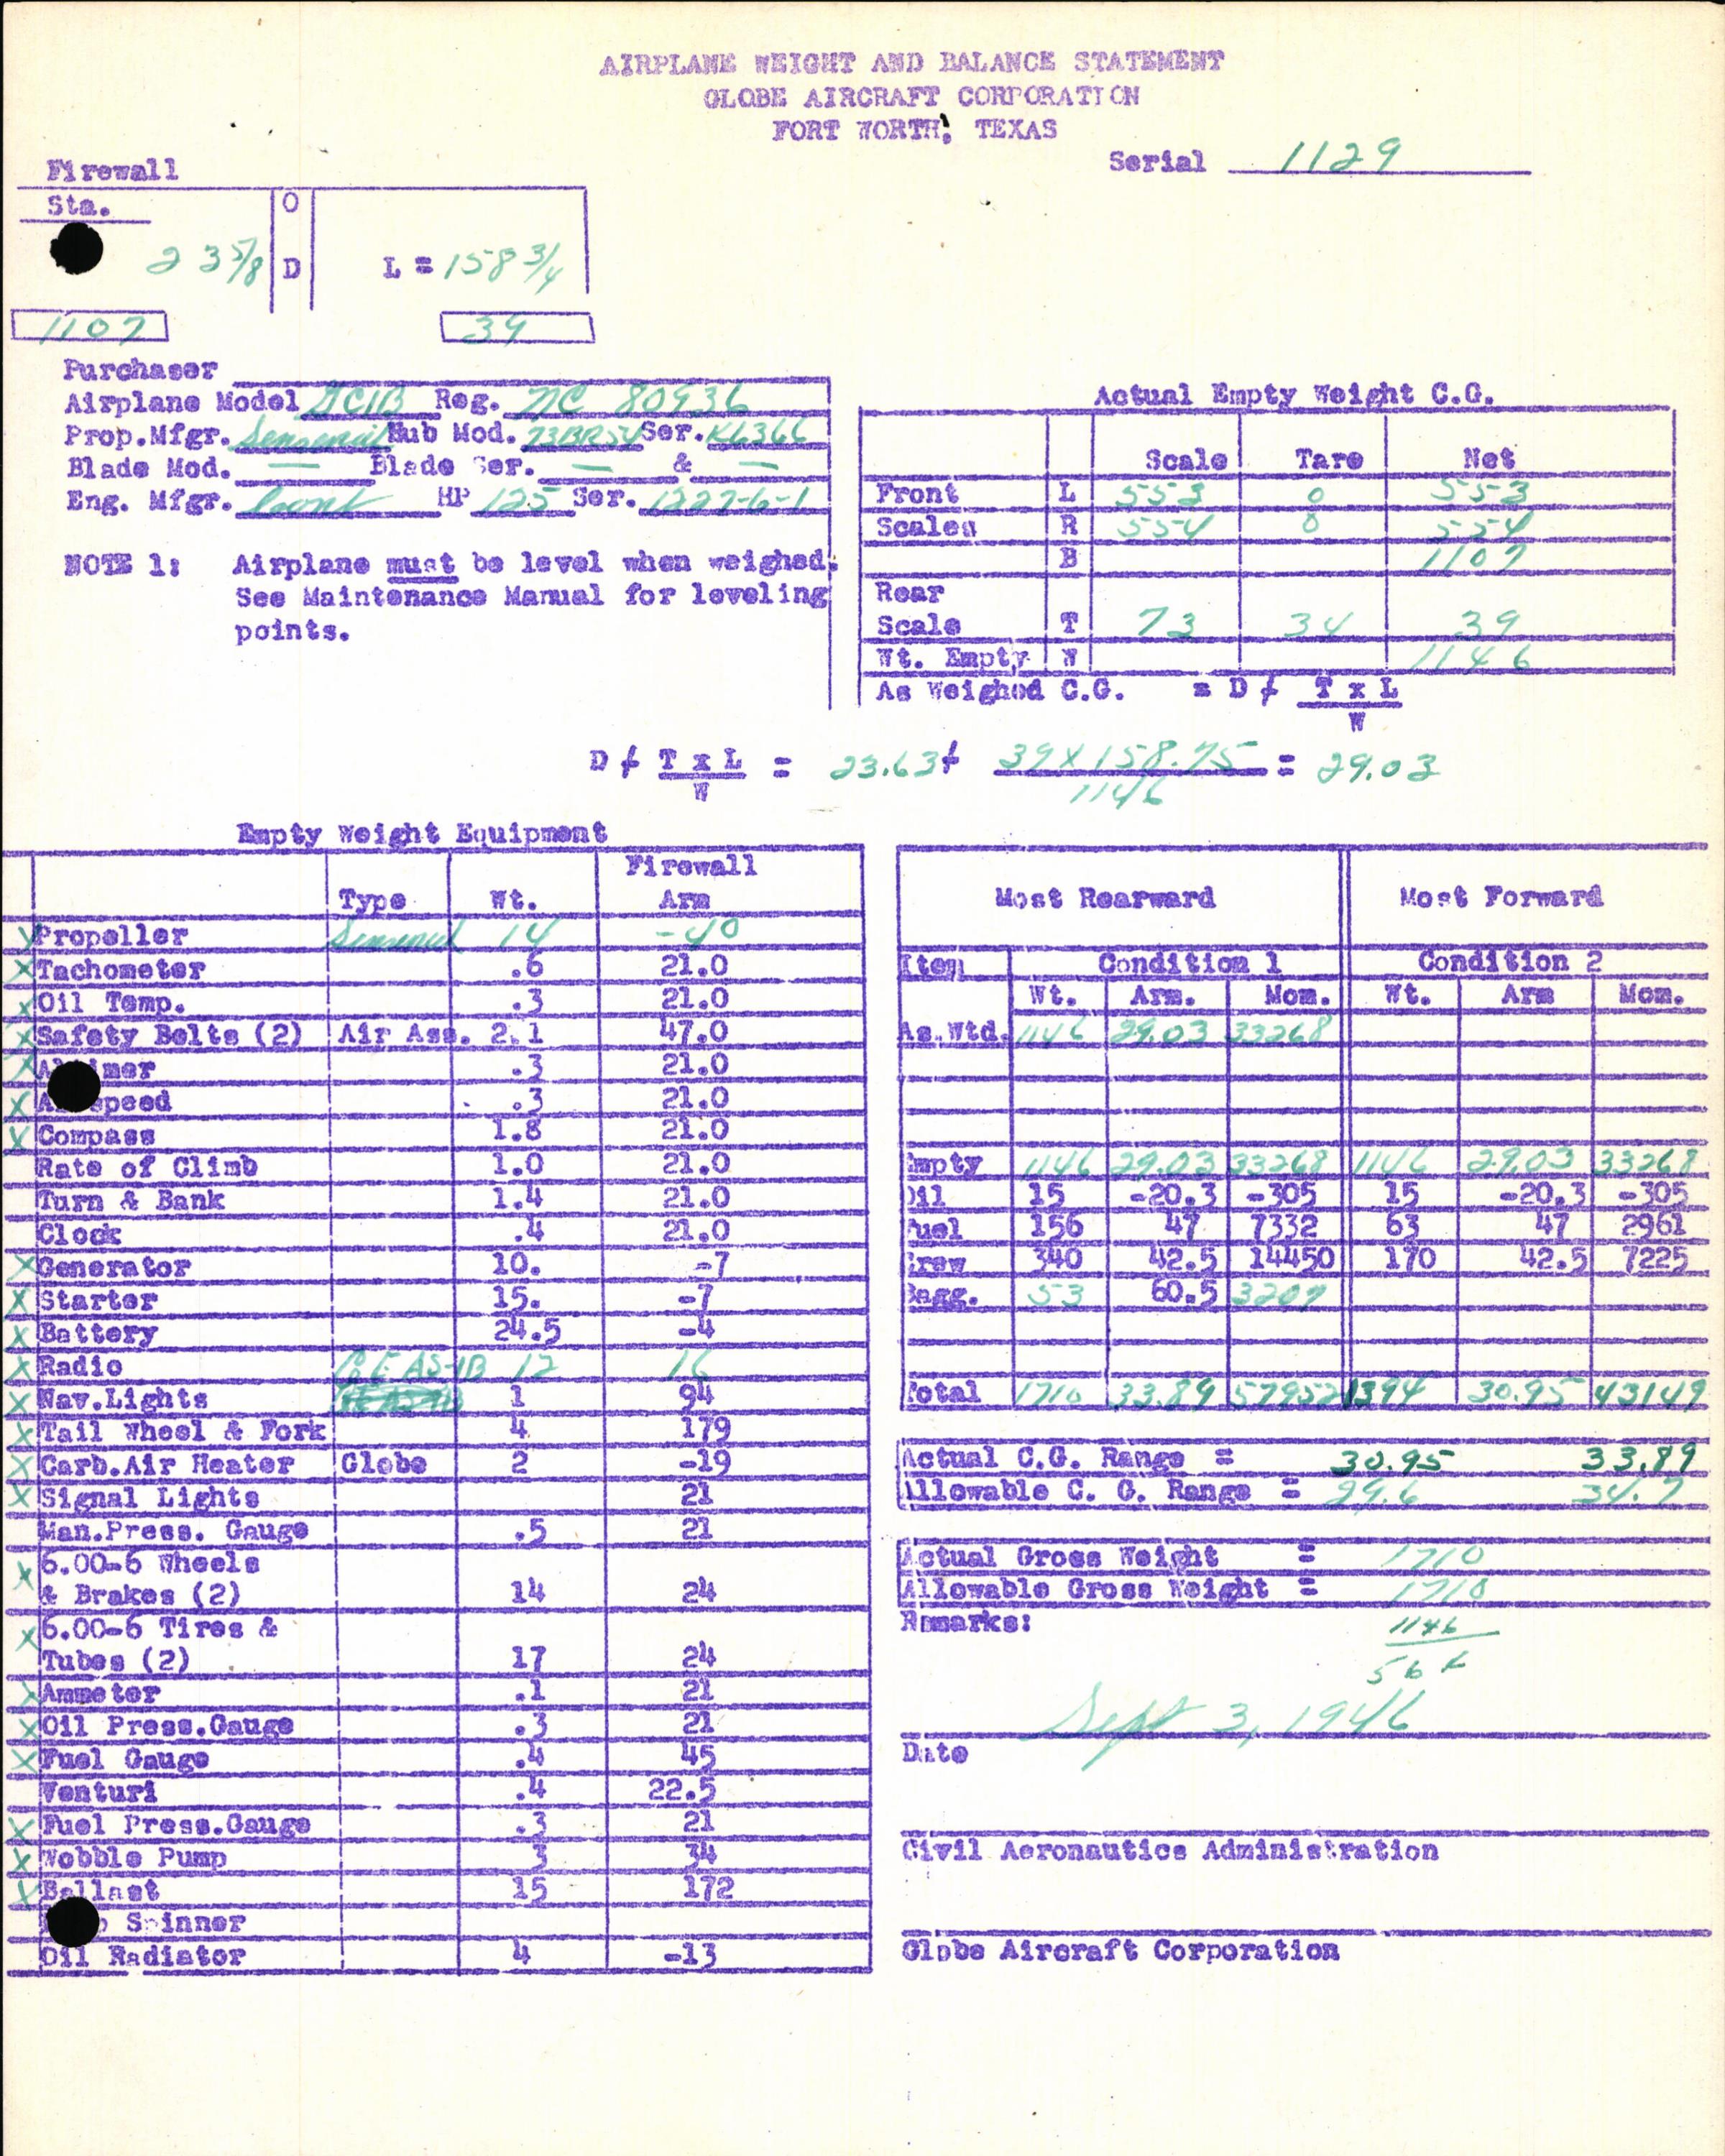 AIRPLANE WEIGHT AND BALANCE STATEMENT
GLOBE AIRCRAFT CORPORATION
FORT WORTH, TEXAS
Serial 1129
Firewall
Sta. O
23 5/8 D L = 158 3/4
1107 39
Purchaser
Airplane Model GC1B Reg. NC 80936
Prop.Mfgr. Sensenich Hub Mod. 73BR54 Ser. K6366
Blade Mod. — Blade Ser. — & —
Eng. Mfgr. Cont HP 125 Ser. 1227-6-1
NOTE 1: Airplane must be level when weighed.
See Maintenance Manual for leveling
points.
Actual Empty Weight C.G.
Scale Tare Net
Front L 553 0 553
Scales R 554 0 554
B 1107
Rear
Scale T 73 34 39
Wt. Empty W 1146
As Weighed C.G. = D ≠ T x L
W
D ≠ T x L = 23.63 + 39 x 158.75 = 29.03
W 1146
Empty Weight Equipment
Firewall
Type Wt. Arm
x Propeller Sensenich 14 -40
x Tachometer .6 21.0
x Oil Temp. .3 21.0
x Safety Belts (2) Air Ass. 2.1 47.0
x .3 21.0
x .3 21.0
x Compass 1.8 21.0
Rate of Climb 1.0 21.0
Turn & Bank 1.4 21.0
Clock .4 21.0
x Generator 10. -7
x Starter 15. -7
x Battery 24.5 -4
x Radio G.E AS-1B 12 16
x Nav.Lights 1 94
x Tail Wheel & Fork 4 179
x Carb.Air Heater Globe 2 -19
x Signal Lights 21
Man.Press. Gauge .5 21
x 6.00-6 Wheels
& Brakes (2) 14 24
x 6.00-6 Tires &
Tubes (2) 17 24
x Ammeter .1 21
x Oil Press.Gauge .3 21
x Fuel Gauge .4 45
Venturi .4 22.5
x Fuel Press.Gauge .3 21
x Wobble Pump 3 34
x Ballast 15 172
Spinner
Oil Radiator 4 -13
Most Rearward Most Forward
Item Condition 1 Condition 2
Wt. Arm. Mom. Wt. Arm Mom.
As.Wtd. 1146 29.03 33268
Empty 1146 29.03 33268 1146 29.03 33268
Oil 15 -20.3 -305 15 -20.3 -305
Fuel 156 47 7332 63 47 2961
Crew 340 42.5 14450 170 42.5 7225
Bagg. 53 60.5 3207
Total 1710 33.89 57952 1394 30.95 43149
Actual C.G. Range = 30.95 33.89
Allowable C. G. Range = 29.6 34.7
Actual Gross Weight = 1710
Allowable Gross Weight = 1710
Remarks: 1146
Sept 3, 1946
Date
Civil Aeronautics Administration
Globe Aircraft Corporation